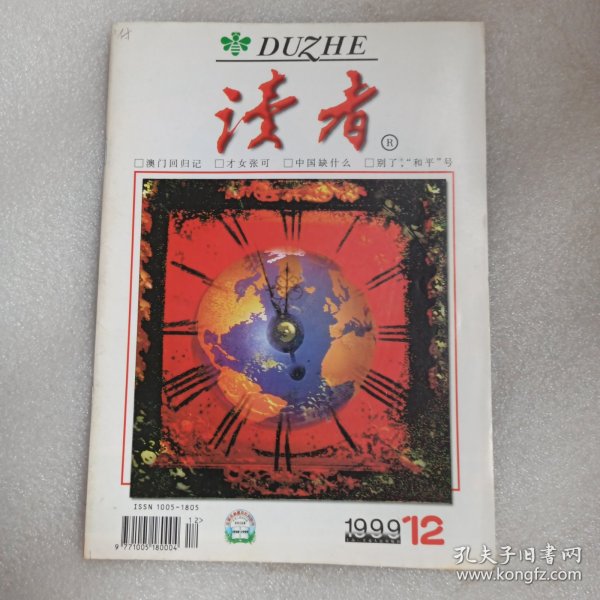 DUZHE
读者®
□澳门回归记 □才女张可 □中国缺什么 □别了，“和平”号
ISSN 1005-1805
12>
9 771005 180004
1999 12
孔夫子旧书网
www.kongfz.com